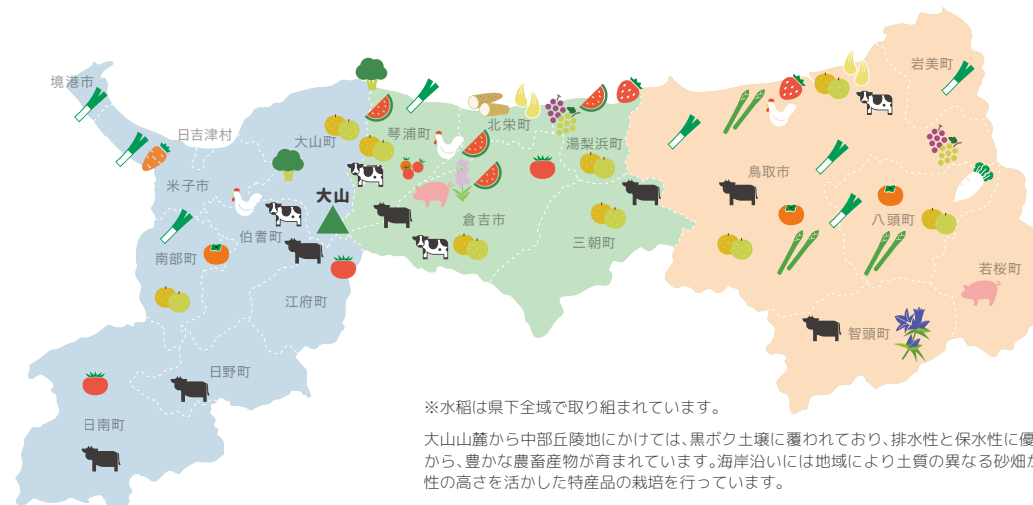 境港市
岩美町
日吉津村
大山町
琴浦町
北栄町
湯梨浜町
鳥取市
米子市
大山
伯耆町
倉吉市
三朝町
八頭町
南部町
江府町
若桜町
智頭町
日野町
日南町
※水稲は県下全域で取り組まれています。
大山山麓から中部丘陵地にかけては、黒ボク土壌に覆われており、排水性と保水性に優
から、豊かな農畜産物が育まれています。海岸沿いには地域により土質の異なる砂畑が
性の高さを活かした特産品の栽培を行っています。